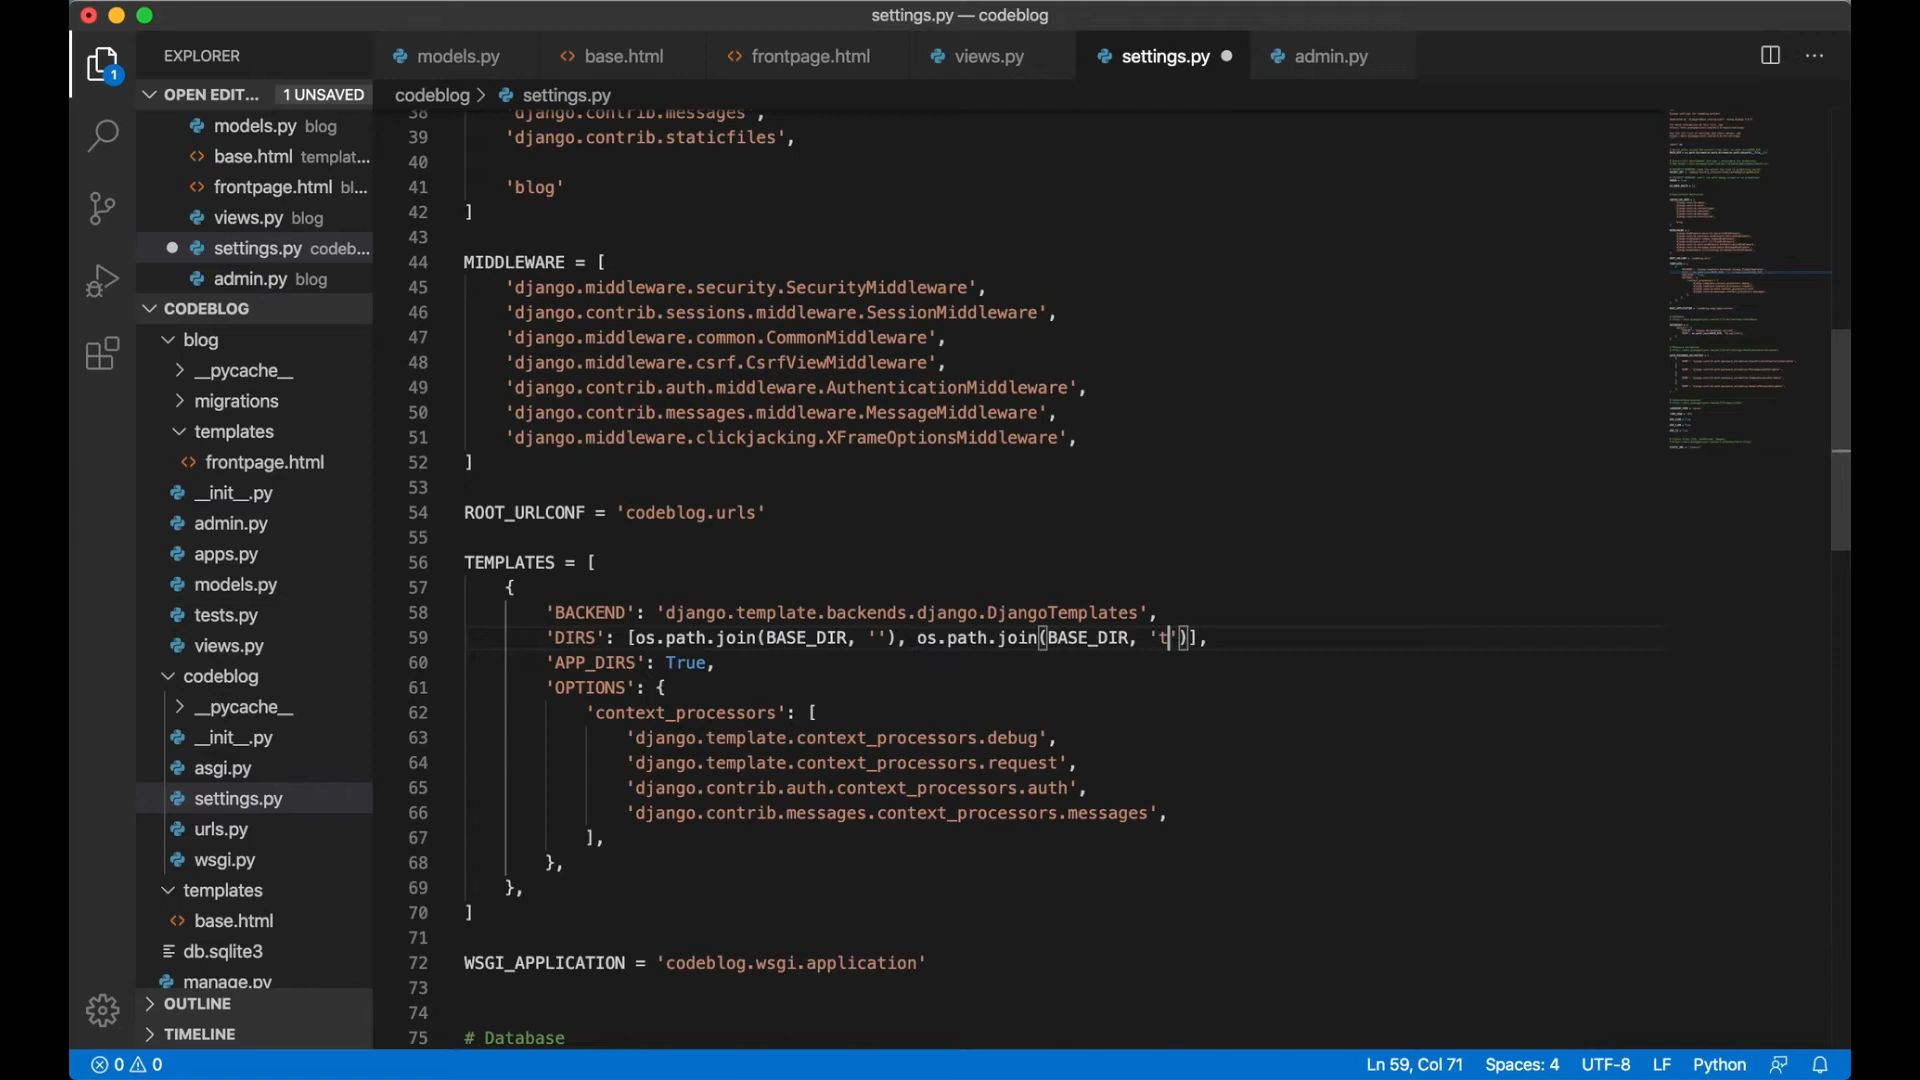 settings.py — codeblog
EXPLORER
models.py
base.html
frontpage.html
views.py
settings.py
admin.py
OPEN EDIT... 1 UNSAVED
models.py blog
base.html templat...
frontpage.html bl...
views.py blog
settings.py codeb...
admin.py blog
CODEBLOG
blog
__pycache__
migrations
templates
frontpage.html
__init__.py
admin.py
apps.py
models.py
tests.py
views.py
codeblog
__pycache__
__init__.py
asgi.py
settings.py
urls.py
wsgi.py
templates
base.html
db.sqlite3
manage.py
OUTLINE
TIMELINE
1
codeblog > settings.py
38 'django.contrib.messages',
39 'django.contrib.staticfiles',
40
41 'blog'
42 ]
43
44 MIDDLEWARE = [
45 'django.middleware.security.SecurityMiddleware',
46 'django.contrib.sessions.middleware.SessionMiddleware',
47 'django.middleware.common.CommonMiddleware',
48 'django.middleware.csrf.CsrfViewMiddleware',
49 'django.contrib.auth.middleware.AuthenticationMiddleware',
50 'django.contrib.messages.middleware.MessageMiddleware',
51 'django.middleware.clickjacking.XFrameOptionsMiddleware',
52 ]
53
54 ROOT_URLCONF = 'codeblog.urls'
55
56 TEMPLATES = [
57 {
58 'BACKEND': 'django.template.backends.django.DjangoTemplates',
59 'DIRS': [os.path.join(BASE_DIR, ''), os.path.join(BASE_DIR, 't')],
60 'APP_DIRS': True,
61 'OPTIONS': {
62 'context_processors': [
63 'django.template.context_processors.debug',
64 'django.template.context_processors.request',
65 'django.contrib.auth.context_processors.auth',
66 'django.contrib.messages.context_processors.messages',
67 ],
68 },
69 },
70 ]
71
72 WSGI_APPLICATION = 'codeblog.wsgi.application'
73
74
75 # Database
0 0
Ln 59, Col 71 Spaces: 4 UTF-8 LF Python